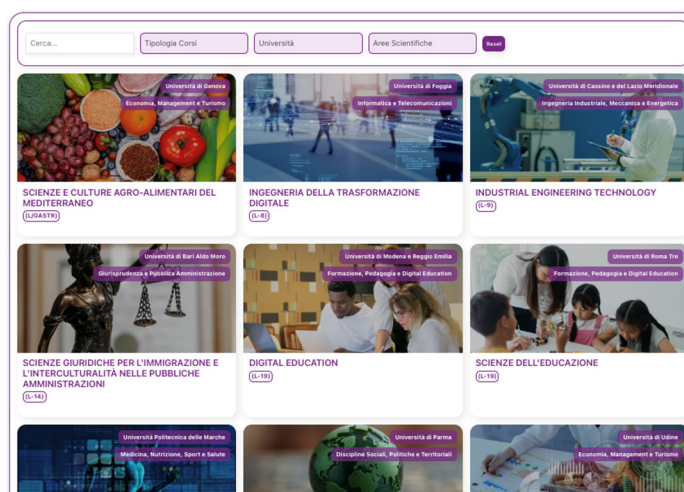 Cerca...
Tipologia Corsi
Università
Aree Scientifiche
Reset
Università di Genova
Economia, Management e Turismo
SCIENZE E CULTURE AGRO-ALIMENTARI DEL
MEDITERRANEO
(L/GASTR)
Università di Foggia
Informatica e Telecomunicazioni
INGEGNERIA DELLA TRASFORMAZIONE
DIGITALE
(L-8)
Università di Cassino e del Lazio Meridionale
Ingegneria Industriale, Meccanica e Energetica
INDUSTRIAL ENGINEERING TECHNOLOGY
(L-9)
Università di Bari Aldo Moro
Giurisprudenza e Pubblica Amministrazione
SCIENZE GIURIDICHE PER L'IMMIGRAZIONE E
L'INTERCULTURALITÀ NELLE PUBBLICHE
AMMINISTRAZIONI
(L-14)
Università di Modena e Reggio Emilia
Formazione, Pedagogia e Digital Education
DIGITAL EDUCATION
(L-19)
Università di Roma Tre
Formazione, Pedagogia e Digital Education
SCIENZE DELL'EDUCAZIONE
(L-19)
Università Politecnica delle Marche
Medicina, Nutrizione, Sport e Salute
Università di Parma
Discipline Sociali, Politiche e Territoriali
Università di Udine
Economia, Management e Turismo